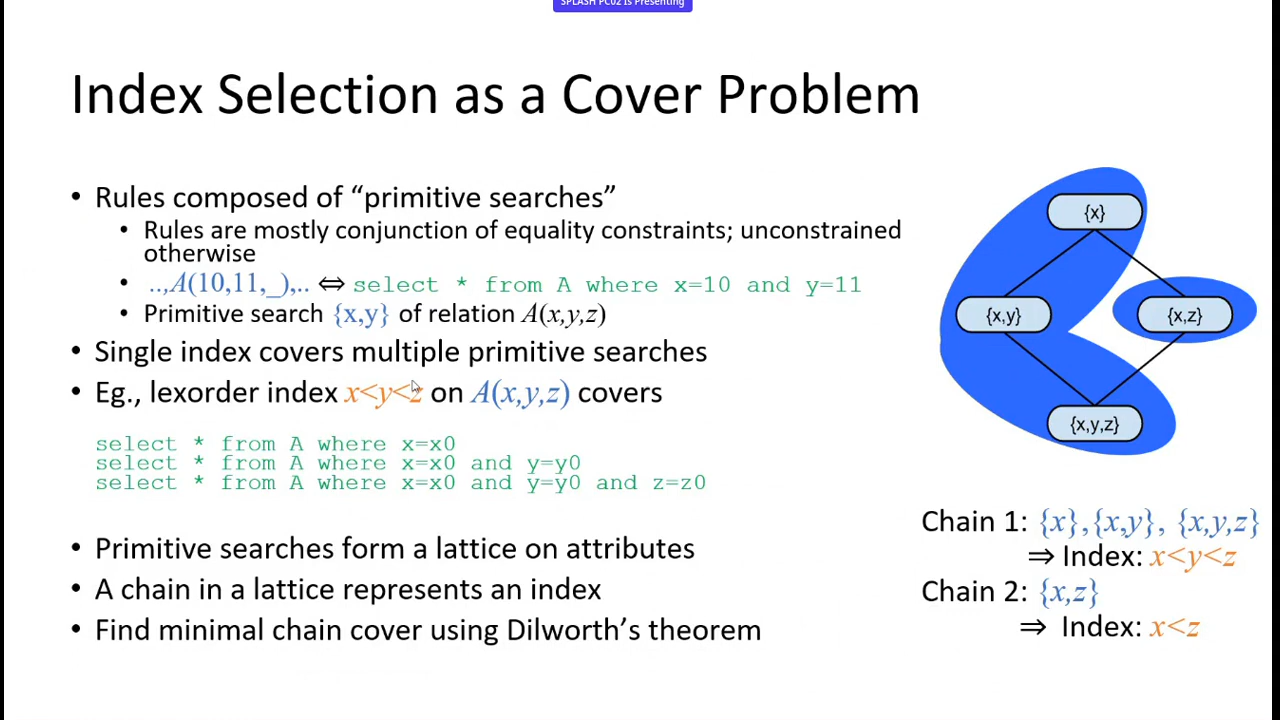 SPLASH PC02 is Presenting
Index Selection as a Cover Problem
• Rules composed of “primitive searches”
• Rules are mostly conjunction of equality constraints; unconstrained
otherwise
• ..,A(10,11,_),.. ⇔ select * from A where x=10 and y=11
• Primitive search {x,y} of relation A(x,y,z)
• Single index covers multiple primitive searches
• Eg., lexorder index x<y<z on A(x,y,z) covers
select * from A where x=x0
select * from A where x=x0 and y=y0
select * from A where x=x0 and y=y0 and z=z0
• Primitive searches form a lattice on attributes
• A chain in a lattice represents an index
• Find minimal chain cover using Dilworth’s theorem
{x}
{x,y}
{x,z}
{x,y,z}
Chain 1: {x},{x,y}, {x,y,z}
⇒ Index: x<y<z
Chain 2: {x,z}
⇒ Index: x<z